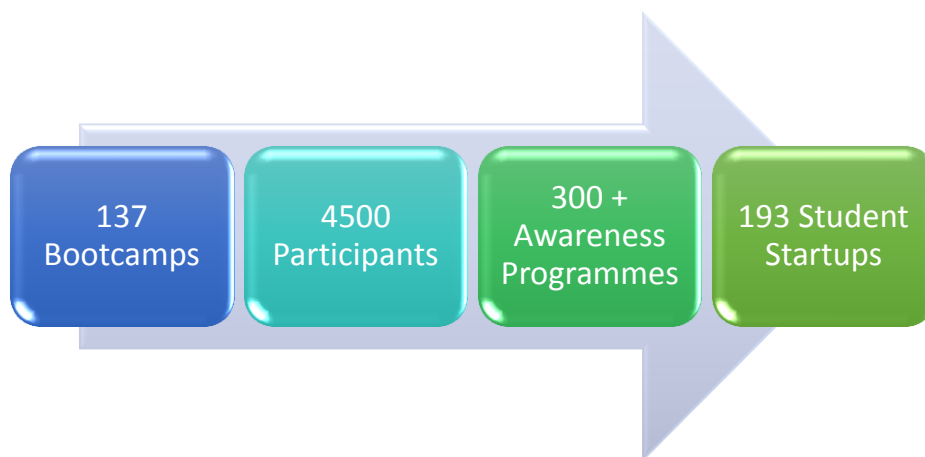 137
Bootcamps
4500
Participants
300 +
Awareness
Programmes
193 Student
Startups